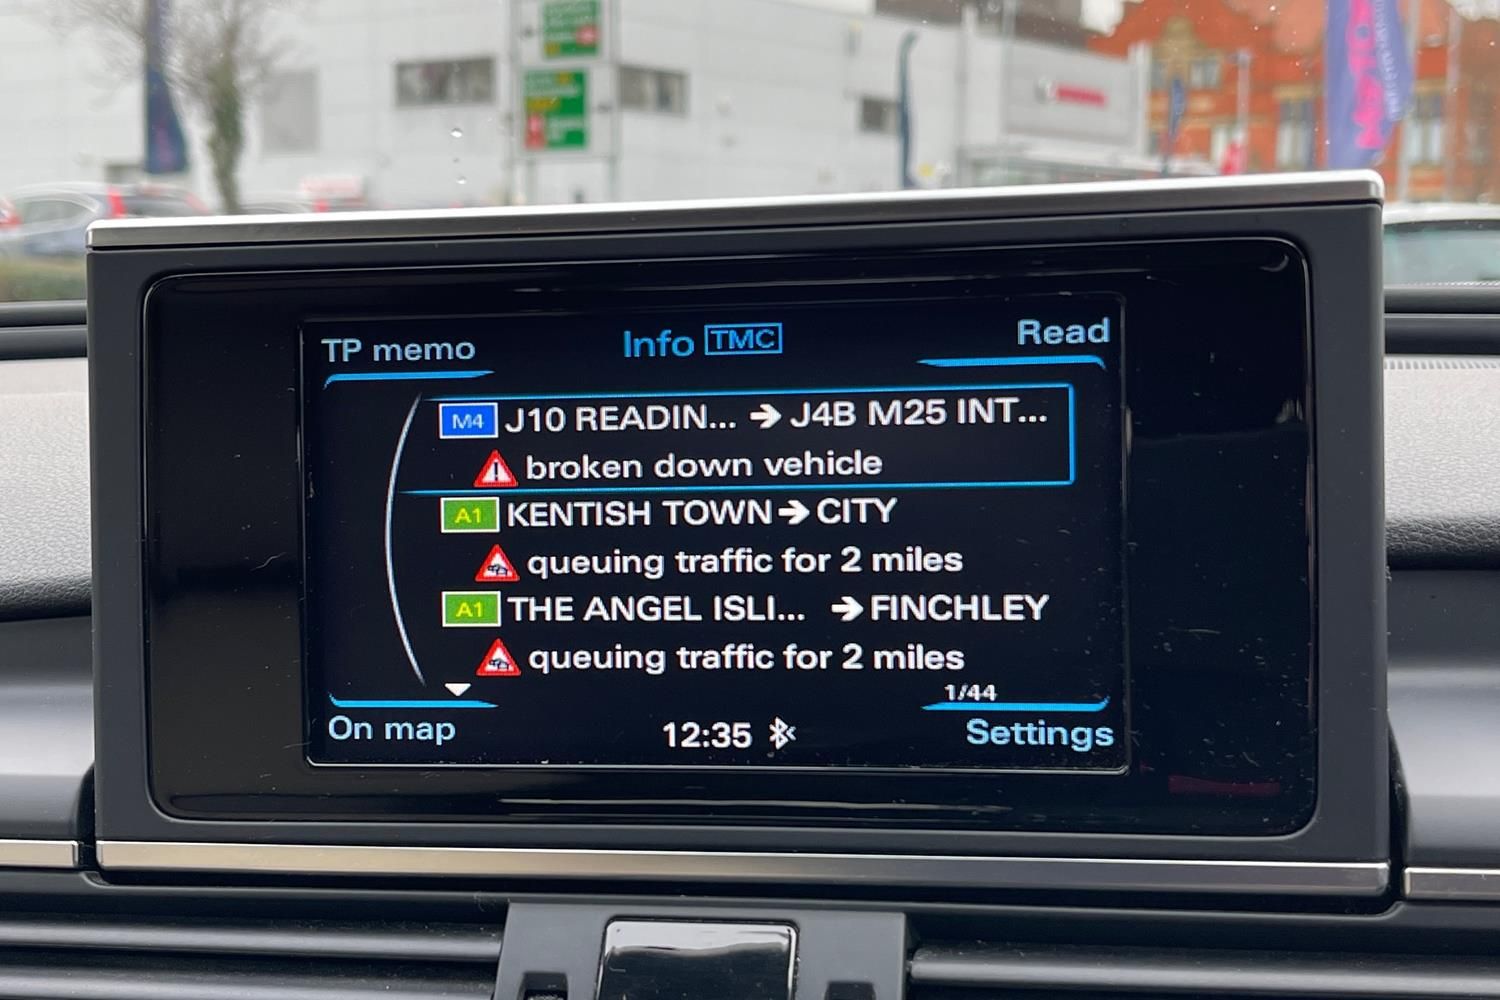 TP memo Info TMC Read
M4 J10 READIN... → J4B M25 INT...
broken down vehicle
A1 KENTISH TOWN → CITY
queuing traffic for 2 miles
A1 THE ANGEL ISLI... → FINCHLEY
queuing traffic for 2 miles
1/44
On map 12:35 Settings